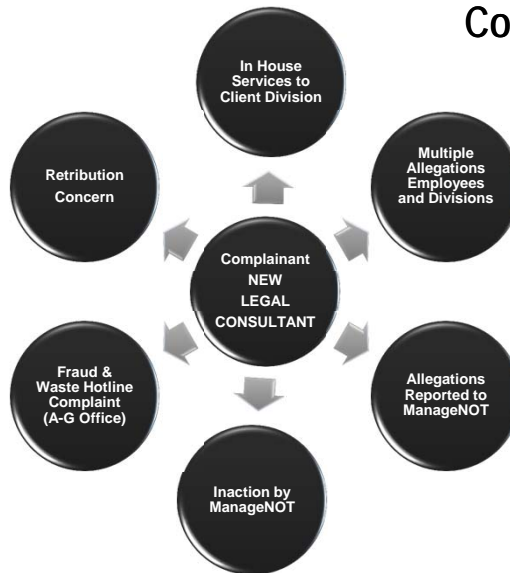 Co
In House
Services to
Client Division
Multiple
Allegations
Employees
and Divisions
Allegations
Reported to
ManageNOT
Inaction by
ManageNOT
Fraud &
Waste Hotline
Complaint
(A-G Office)
Retribution
Concern
Complainant
NEW
LEGAL
CONSULTANT